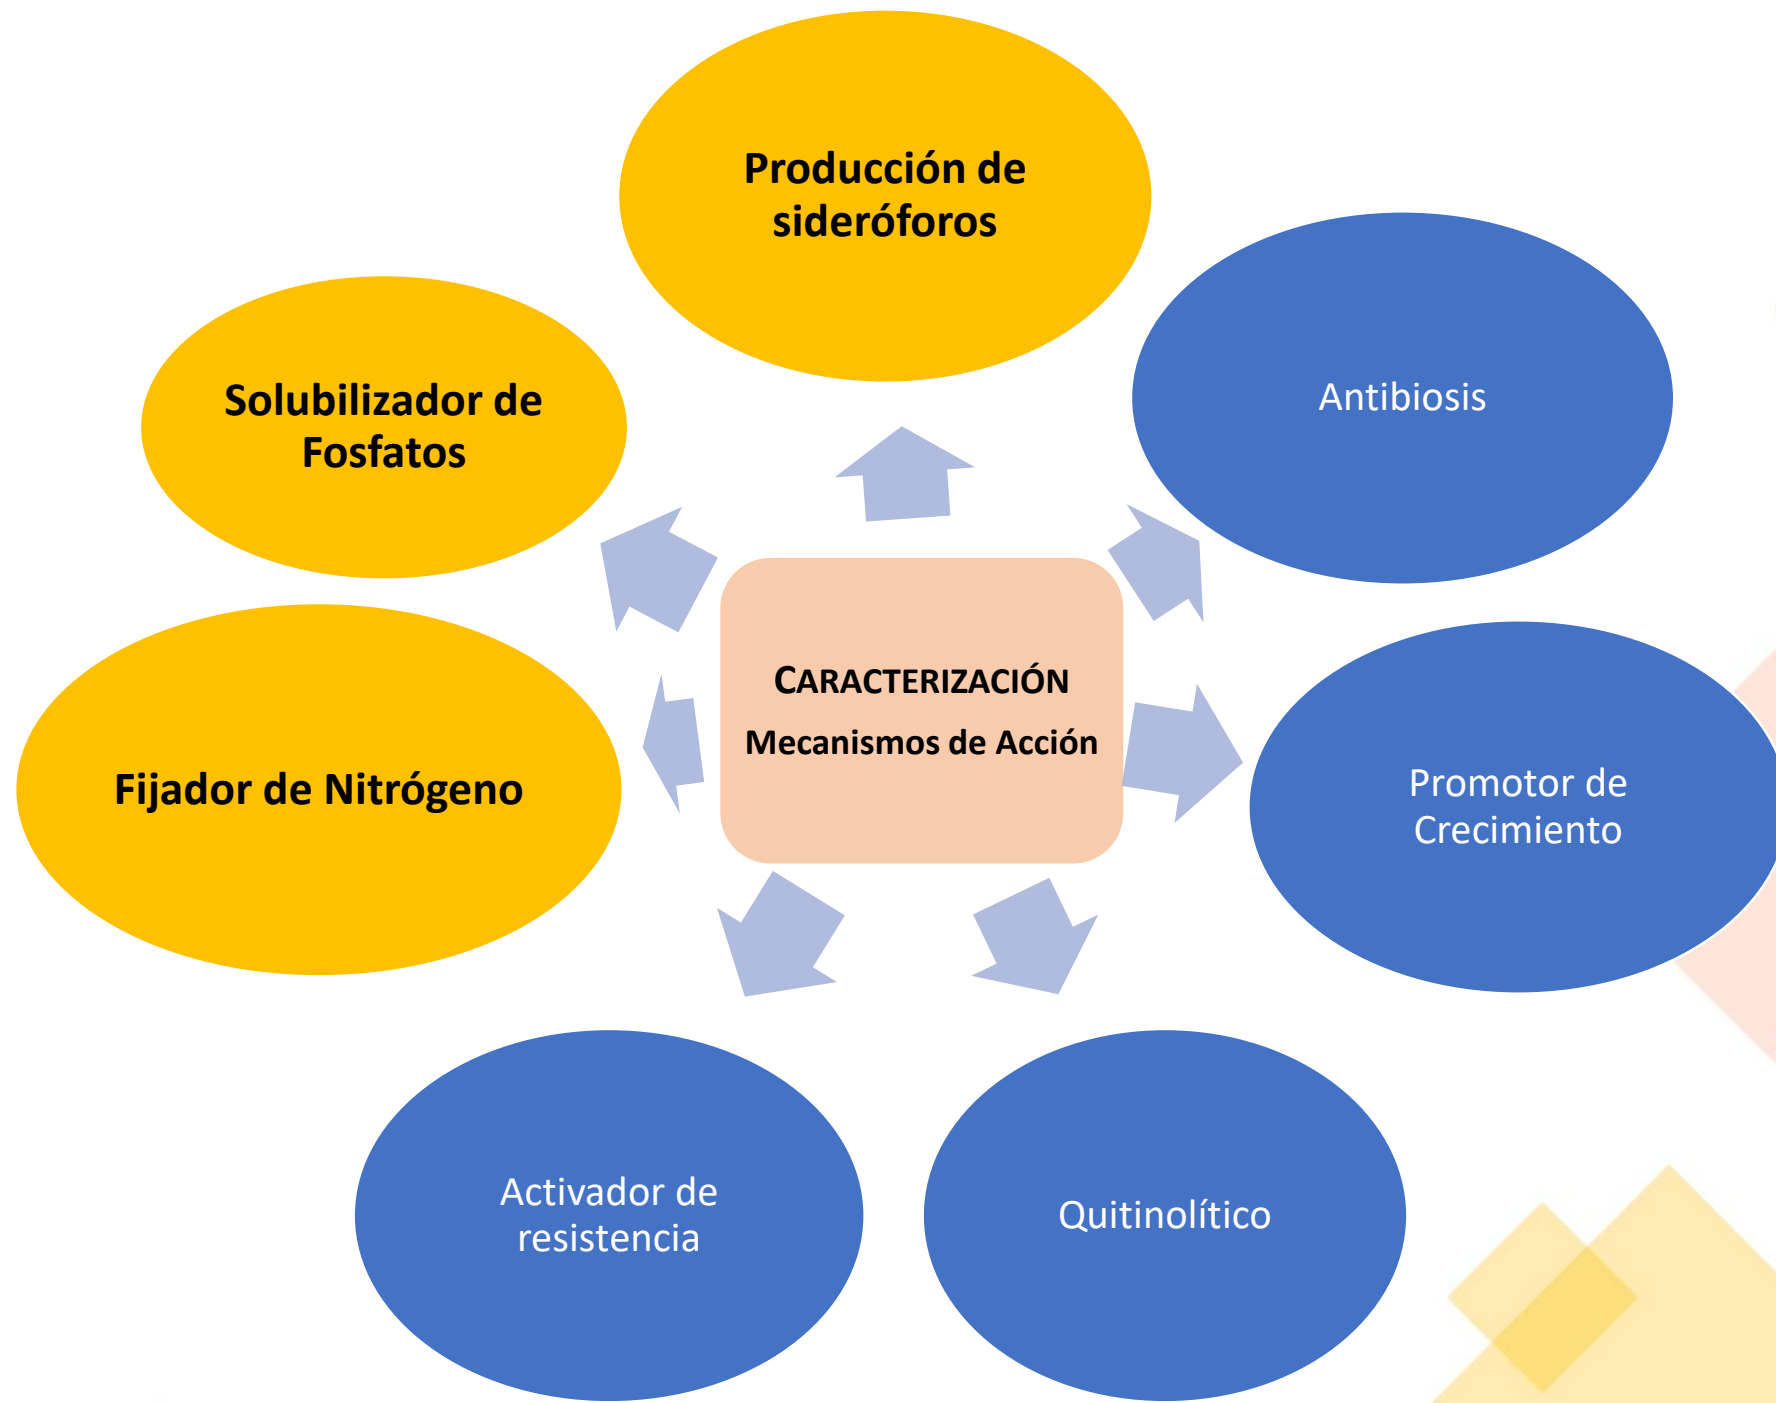 Producción de
sideróforos
Antibiosis
Solubilizador de
Fosfatos
CARACTERIZACIÓN
Mecanismos de Acción
Fijador de Nitrógeno
Promotor de
Crecimiento
Activador de
resistencia
Quitinolítico